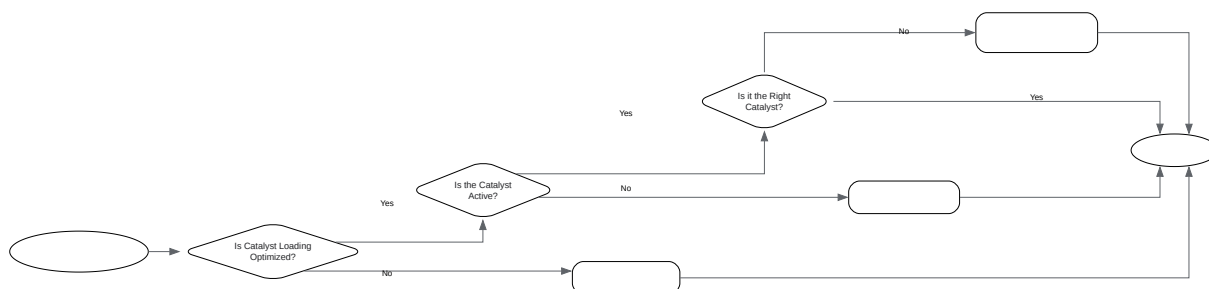 No
Is it the Right
Catalyst?
Yes
Yes
Is the Catalyst
Active?
No
Yes
Is Catalyst Loading
Optimized?
No